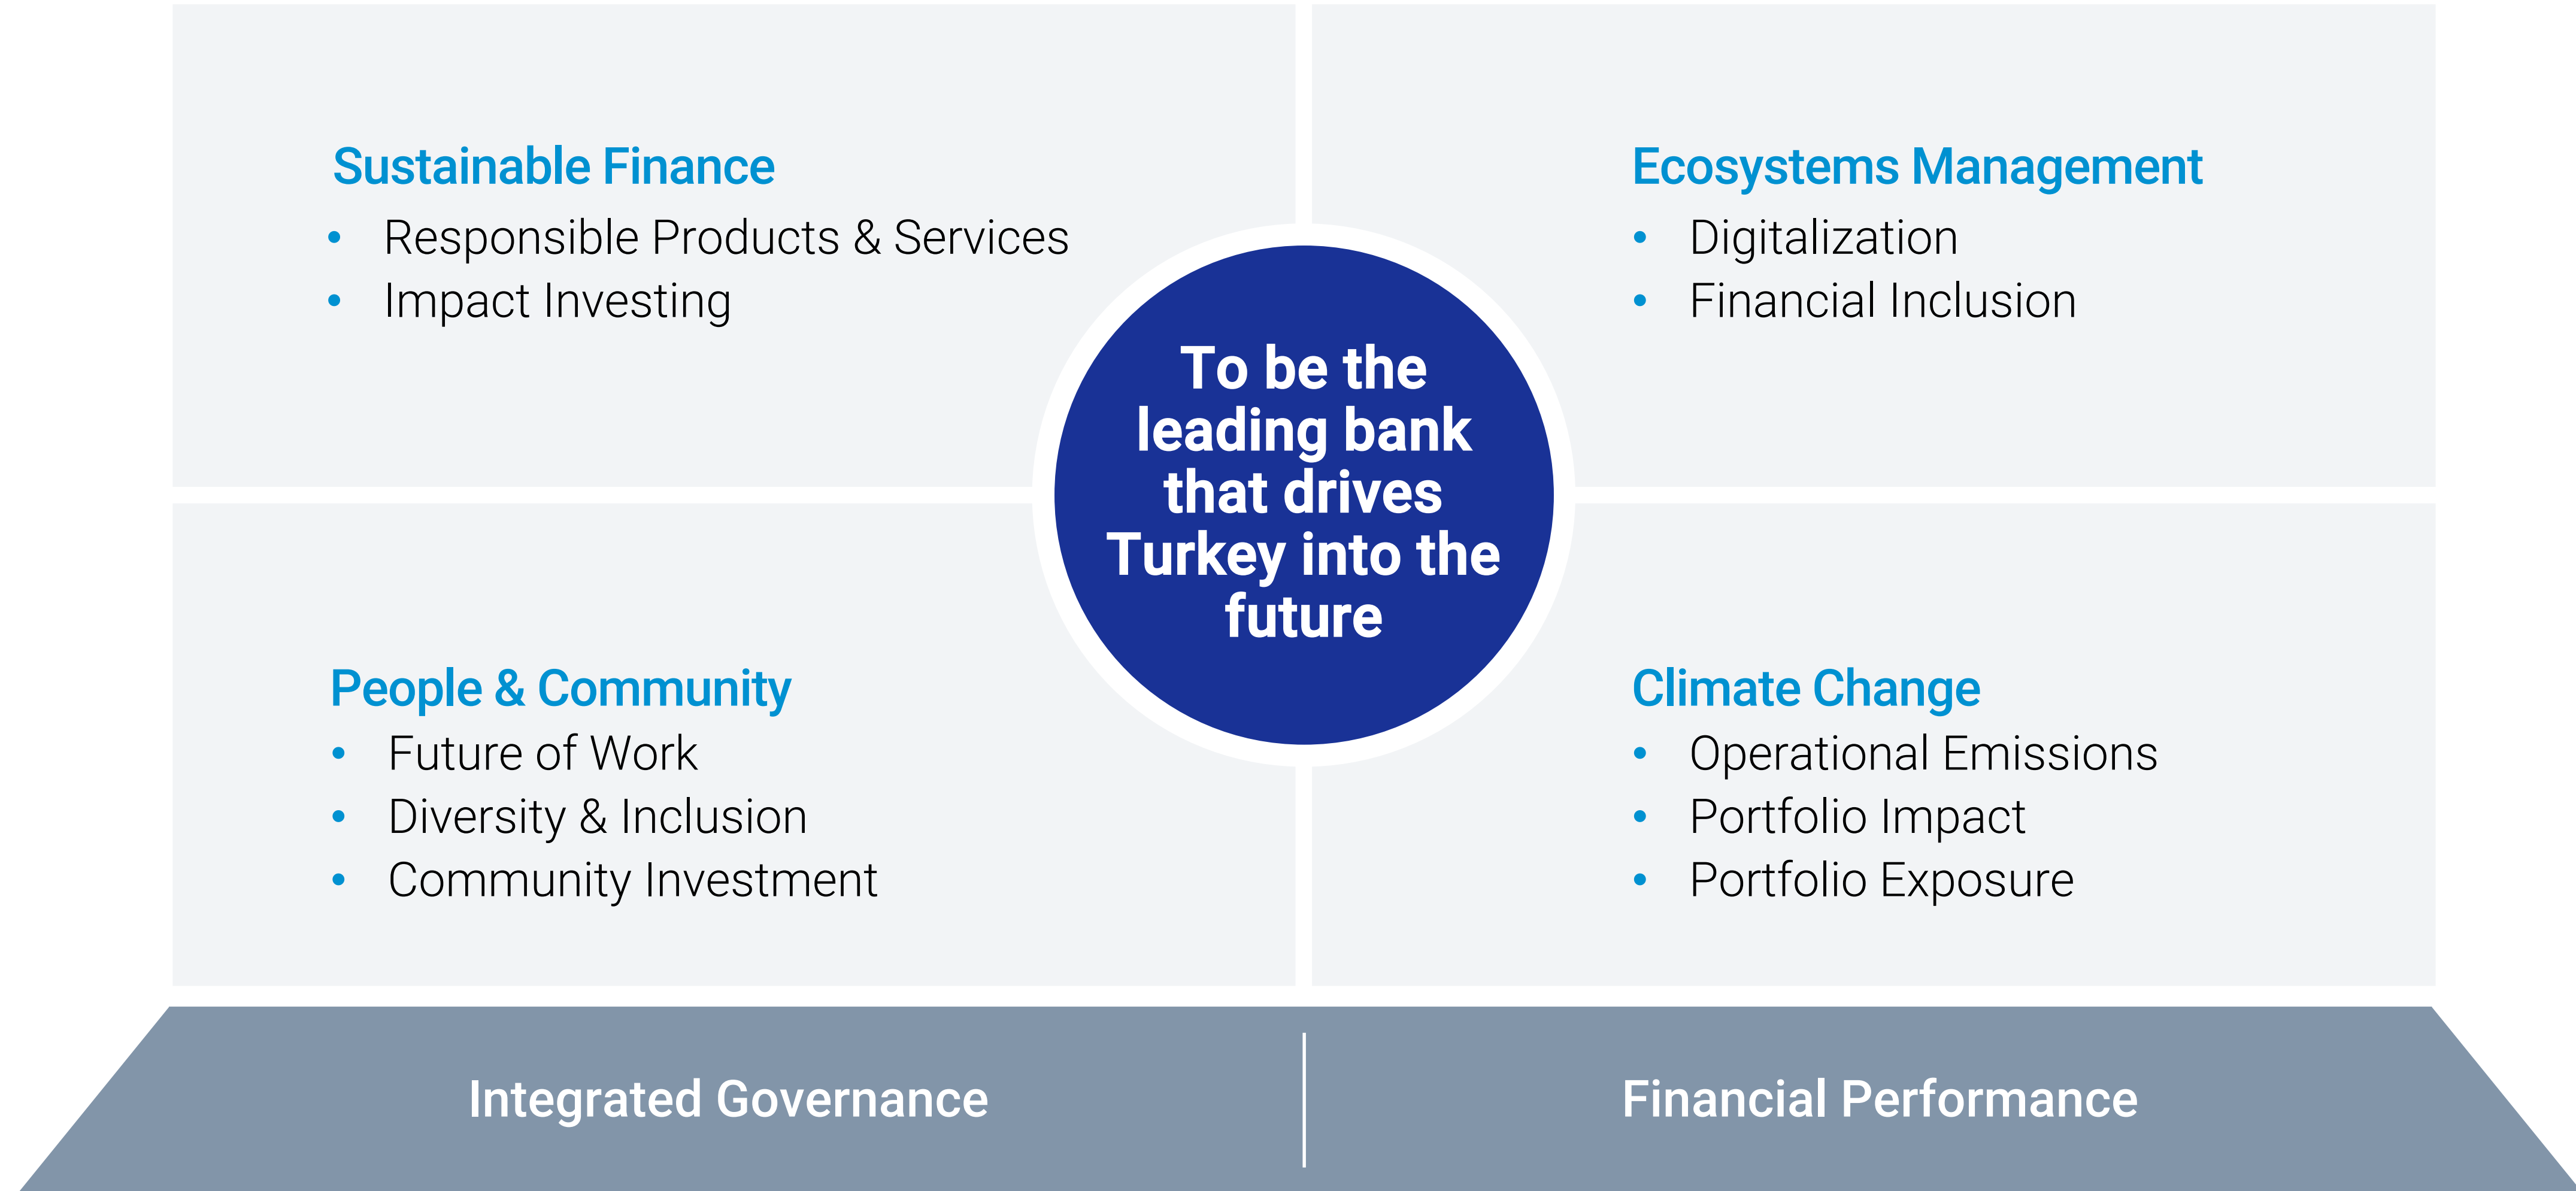 Sustainable Finance
• Responsible Products & Services
• Impact Investing
Ecosystems Management
• Digitalization
• Financial Inclusion
To be the
leading bank
that drives
Turkey into the
future
People & Community
• Future of Work
• Diversity & Inclusion
• Community Investment
Climate Change
• Operational Emissions
• Portfolio Impact
• Portfolio Exposure
Integrated Governance
Financial Performance